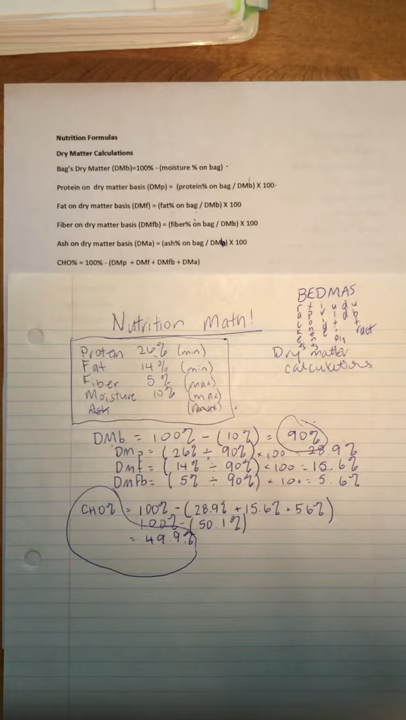 Nutrition Formulas
Dry Matter Calculations
Bag's Dry Matter (DMb)=100% - (moisture % on bag)
Protein on dry matter basis (DMp) = (protein% on bag / DMb) X 100
Fat on dry matter basis (DMf) = (fat% on bag / DMb) X 100
Fiber on dry matter basis (DMfb) = (fiber% on bag / DMb) X 100
Ash on dry matter basis (DMa) = (ash% on bag / DMb) X 100
CHO% = 100% - (DMp + DMf + DMfb + DMa)
BEDMAS
Nutrition Math!
Dry matter
calculations
Protein 26% (min)
Fat 14% (min)
Fiber 5% (max)
Moisture 10% (max)
Ash (max)
DMb = 100% - (10%) = 90%
DMp = (26% ÷ 90%) × 100 = 28.9%
DMf = (14% ÷ 90%) × 100 = 15.6%
DMfb = (5% ÷ 90%) × 100 = 5.6%
CHO% = 100% - (28.9% + 15.6% + 5.6%)
100% - (50.1%)
= 49.9%